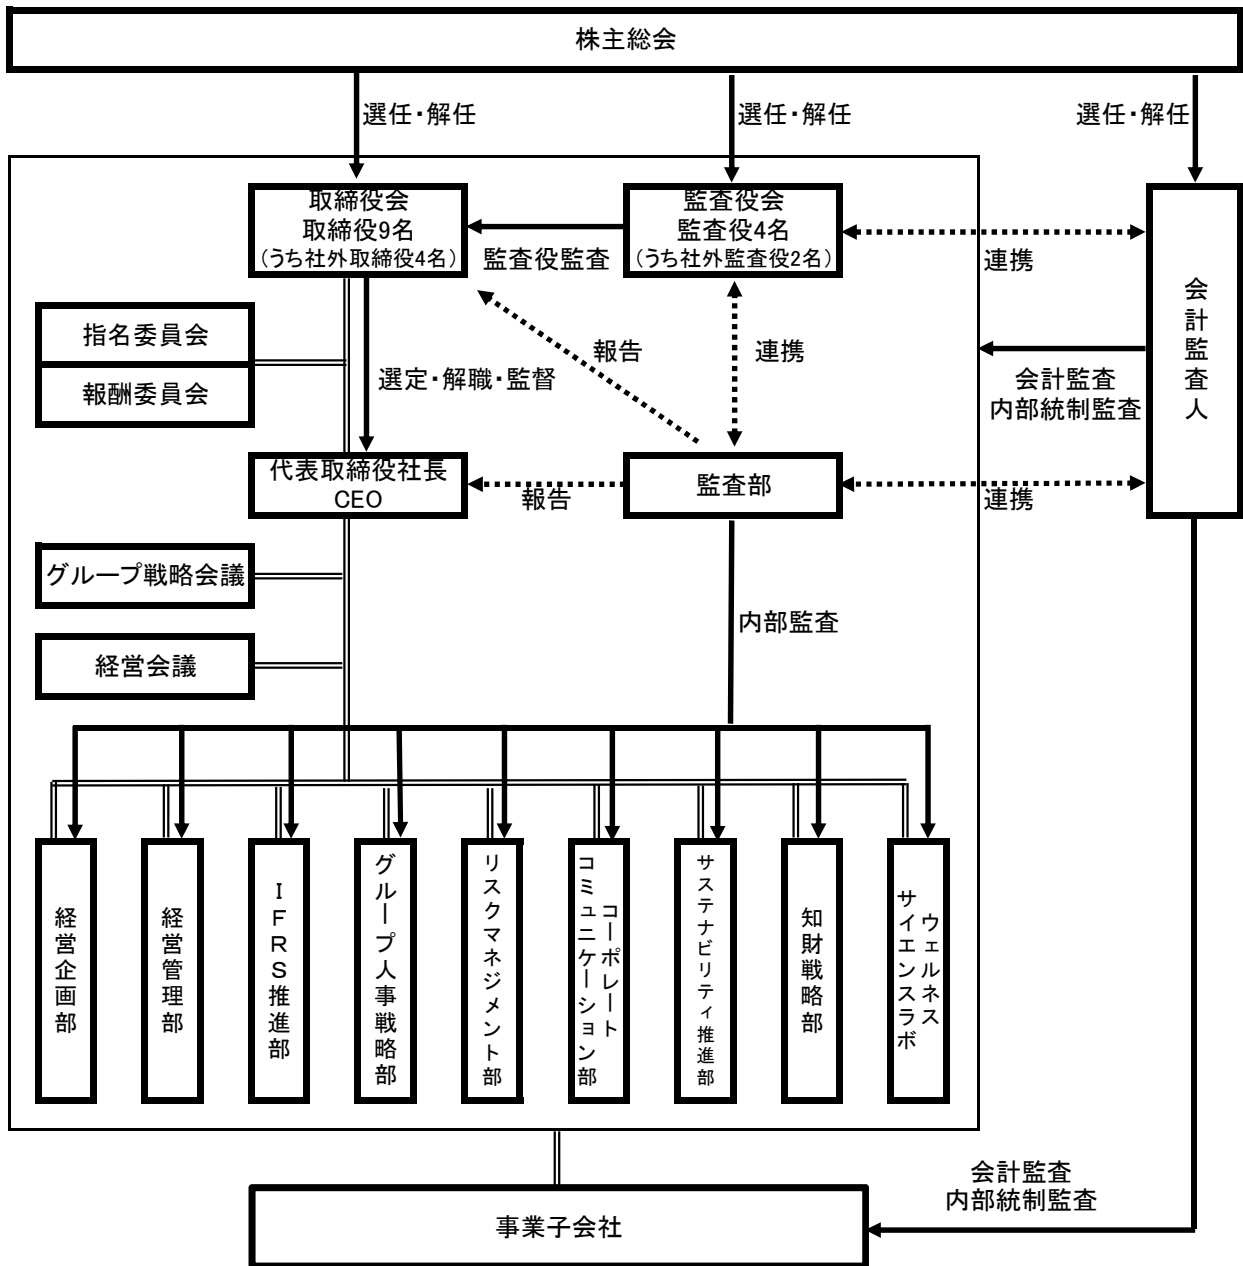 株主総会
選任・解任
選任・解任
選任・解任
取締役会
取締役9名
（うち社外取締役4名）
監査役会
監査役4名
（うち社外監査役2名）
監査役監査
連携
会計監査人
指名委員会
報酬委員会
報告
連携
選定・解職・監督
会計監査
内部統制監査
代表取締役社長
CEO
報告
監査部
連携
グループ戦略会議
内部監査
経営会議
経営企画部
経営管理部
IFRS推進部
グループ人事戦略部
リスクマネジメント部
コーポレート
コミュニケーション部
サステナビリティ推進部
知財戦略部
ウェルネス
サイエンスラボ
会計監査
内部統制監査
事業子会社